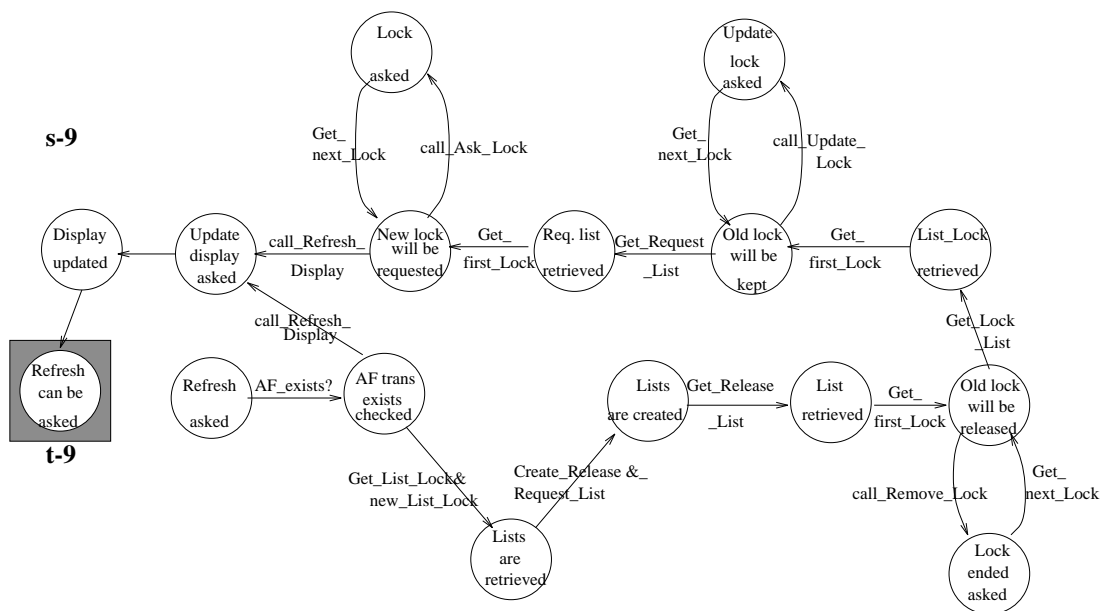 Lock
asked
Update
lock
asked
s-9
Get_
next_Lock
call_Ask_Lock
Get_
next_Lock
call_Update_
Lock
Display
updated
Update
display
asked
call_Refresh_
Display
New lock
will be
requested
Get_
first_Lock
Req. list
retrieved
Get_Request
_List
Old lock
will be
kept
Get_
first_Lock
List_Lock
retrieved
call_Refresh_
Display
Get_Lock
_List
Refresh
can be
asked
t-9
Refresh
asked
AF_exists?
AF trans
exists
checked
Lists
are created
Get_Release
_List
List
retrieved
Get_
first_Lock
Old lock
will be
released
Get_List_Lock&
new_List_Lock
Create_Release &_
Request_List
call_Remove_Lock
Get_
next_Lock
Lists
are
retrieved
Lock
ended
asked